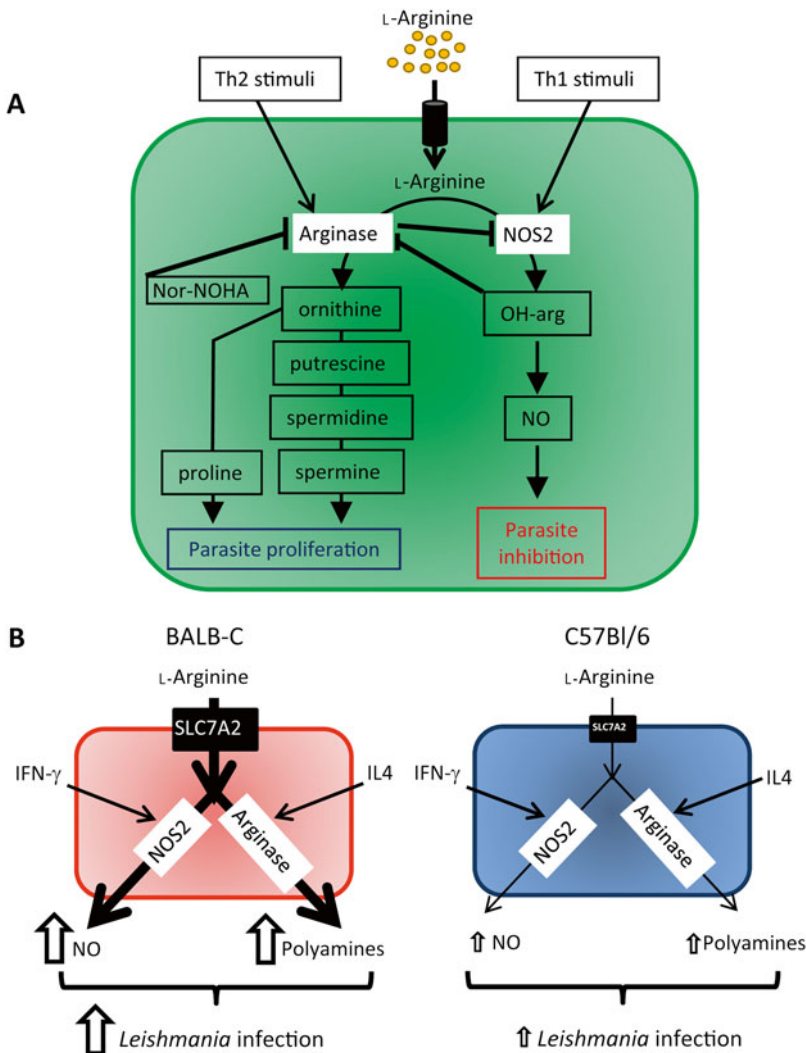 L-Arginine
Th2 stimuli
Th1 stimuli
A
L-Arginine
Arginase
NOS2
Nor-NOHA
ornithine
OH-arg
putrescine
spermidine
NO
proline
spermine
Parasite proliferation
Parasite
inhibition
B
BALB-C
C57Bl/6
L-Arginine
L-Arginine
SLC7A2
SLC7A2
IFN-γ
IL4
IFN-γ
IL4
NOS2
Arginase
NOS2
Arginase
NO
Polyamines
NO
Polyamines
Leishmania infection
Leishmania infection